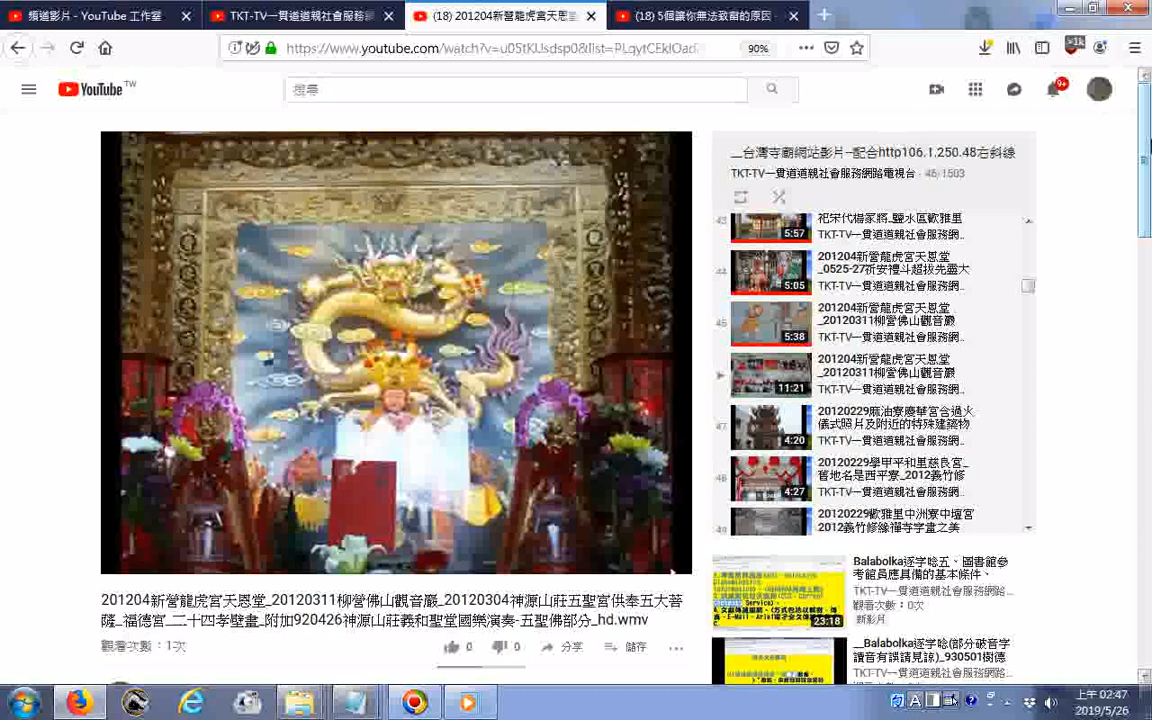 頻道影片 - YouTube 工作室
TKT-TV一貫道道親社會服務
(18) 201204新營龍虎宮天恩
(18) 5個讓你無法致富的原因
https://www.youtube.com/watch?v=u0StKUsdsp0&list=PLqytCEklOad
90%
YouTube TW
搜尋
9+
__台灣寺廟網站影片--配合http106.1.250.48右斜線
TKT-TV一貫道道親社會服務網路電視台 - 46/1503
祀宋代楊家將_鹽水區歡雅里
TKT-TV一貫道道親社會服務網..
5:57
44
201204新營龍虎宮天恩堂
_0525-27祈安禮斗超拔先靈大
TKT-TV一貫道道親社會服務網..
5:05
45
201204新營龍虎宮天恩堂
_20120311柳營佛山觀音巖
TKT-TV一貫道道親社會服務網..
5:38
201204新營龍虎宮天恩堂
_20120311柳營佛山觀音巖
TKT-TV一貫道道親社會服務網..
11:21
47
20120229麻油寮慶華宮含過火
儀式照片及附近的特殊建築物
TKT-TV一貫道道親社會服務網..
4:20
48
20120229學甲平和里慈良宮_
舊地名是西平寮_2012義竹修
TKT-TV一貫道道親社會服務網..
4:27
20120229歡雅里中洲寮中壇宮
2012義竹修緣禪寺字畫之美
Balabolka逐字唸五、圖書館參
考館員應具備的基本條件、
TKT-TV一貫道道親社會服務網路...
觀看次數：0次
新影片
23:18
__Balabolka逐字唸(部分破音字
讀音有誤請見諒)_930501樹德
TKT-TV一貫道道親社會服務網路...
201204新營龍虎宮天恩堂_20120311柳營佛山觀音巖_20120304神源山莊五聖宮供奉五大菩
薩_福德宮_二十四孝壁畫_附加920426神源山莊義和聖堂國樂演奏-五聖佛部分_hd.wmv
觀看次數：1次
0
0
分享
儲存
上午 02:47
2019/5/26